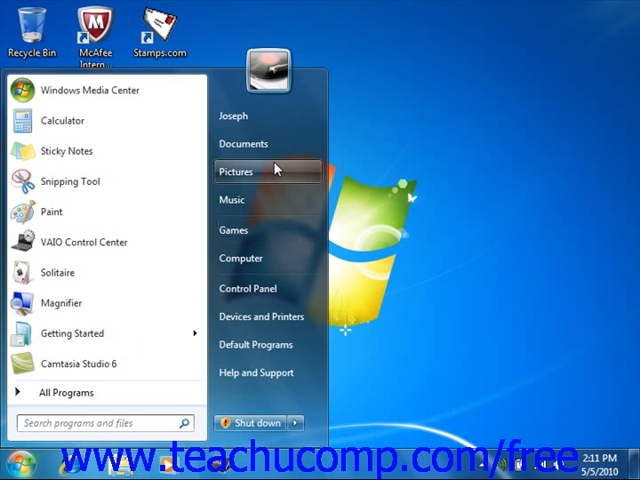 Recycle Bin
McAfee Intern...
Stamps.com
Windows Media Center
Calculator
Sticky Notes
Snipping Tool
Paint
VAIO Control Center
Solitaire
Magnifier
Getting Started
Camtasia Studio 6
All Programs
Search programs and files
Joseph
Documents
Pictures
Music
Games
Computer
Control Panel
Devices and Printers
Default Programs
Help and Support
Shut down
www.teachucomp.com/free
2:11 PM
5/5/2010